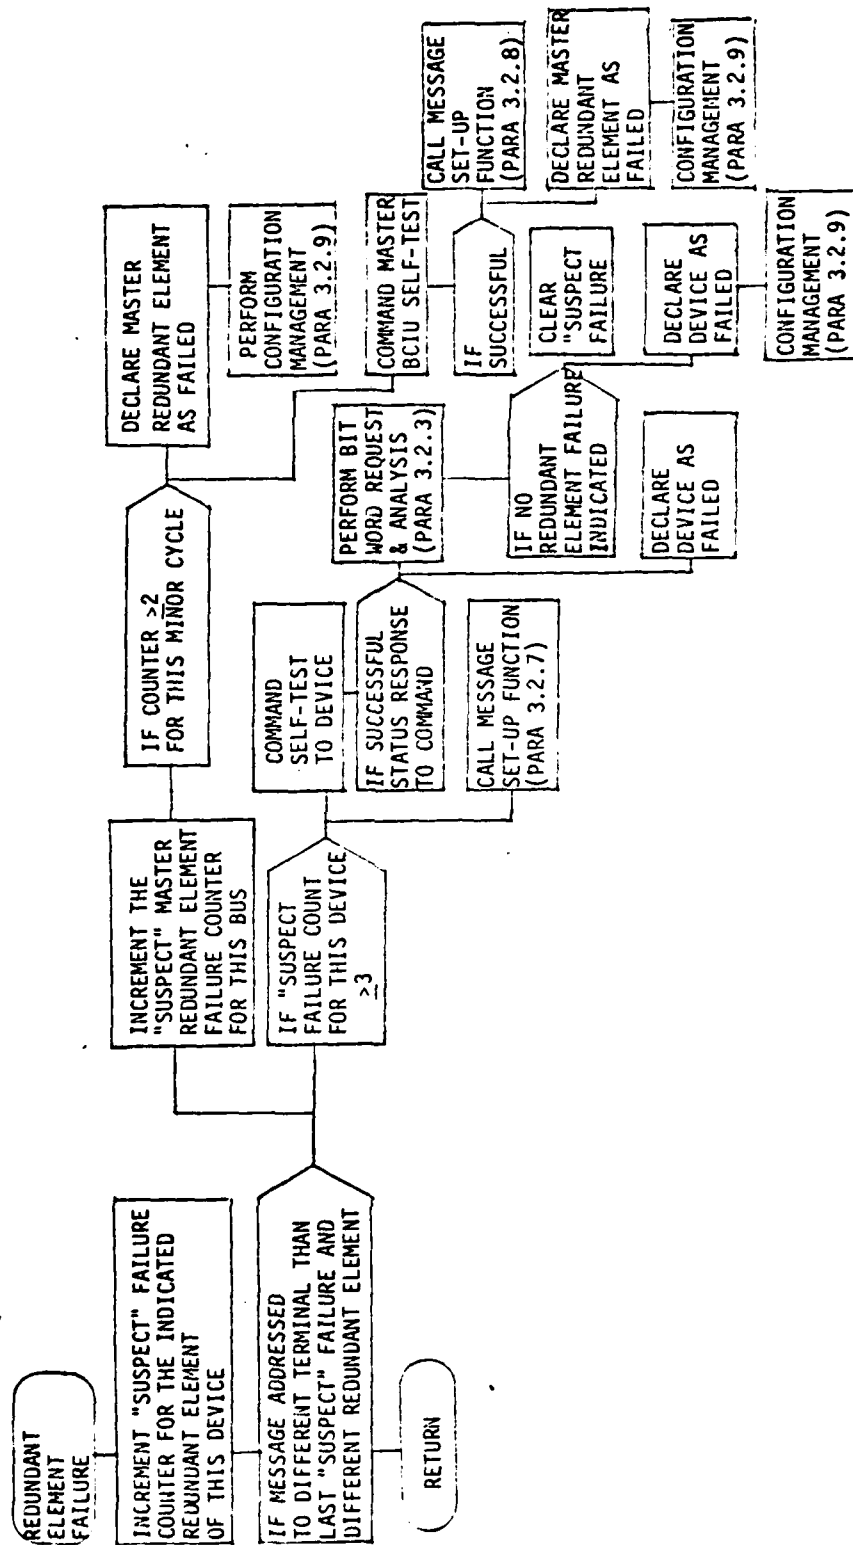 REDUNDANT
ELEMENT
FAILURE
INCREMENT "SUSPECT" FAILURE
COUNTER FOR THE INDICATED
REDUNDANT ELEMENT
OF THIS DEVICE
IF MESSAGE ADDRESSED
TO DIFFERENT TERMINAL THAN
LAST "SUSPECT" FAILURE AND
DIFFERENT REDUNDANT ELEMENT
RETURN
INCREMENT THE
"SUSPECT" MASTER
REDUNDANT ELEMENT
FAILURE COUNTER
FOR THIS BUS
IF "SUSPECT
FAILURE COUNT
FOR THIS DEVICE
≥3
IF COUNTER ≥2
FOR THIS MINOR CYCLE
COMMAND
SELF-TEST
TO DEVICE
IF SUCCESSFUL
STATUS RESPONSE
TO COMMAND
CALL MESSAGE
SET-UP FUNCTION
(PARA 3.2.7)
DECLARE MASTER
REDUNDANT ELEMENT
AS FAILED
PERFORM
CONFIGURATION
MANAGEMENT
(PARA 3.2.9)
COMMAND MASTER
BCIU SELF-TEST
IF
SUCCESSFUL
CALL MESSAGE
SET-UP
FUNCTION
(PARA 3.2.8)
DECLARE MASTER
REDUNDANT
ELEMENT AS
FAILED
CONFIGURATION
MANAGEMENT
(PARA 3.2.9)
PERFORM BIT
WORD REQUEST
& ANALYSIS
(PARA 3.2.3)
IF NO
REDUNDANT
ELEMENT FAILURE
INDICATED
DECLARE
DEVICE AS
FAILED
CLEAR
"SUSPECT
FAILURE
DECLARE
DEVICE AS
FAILED
CONFIGURATION
MANAGEMENT
(PARA 3.2.9)